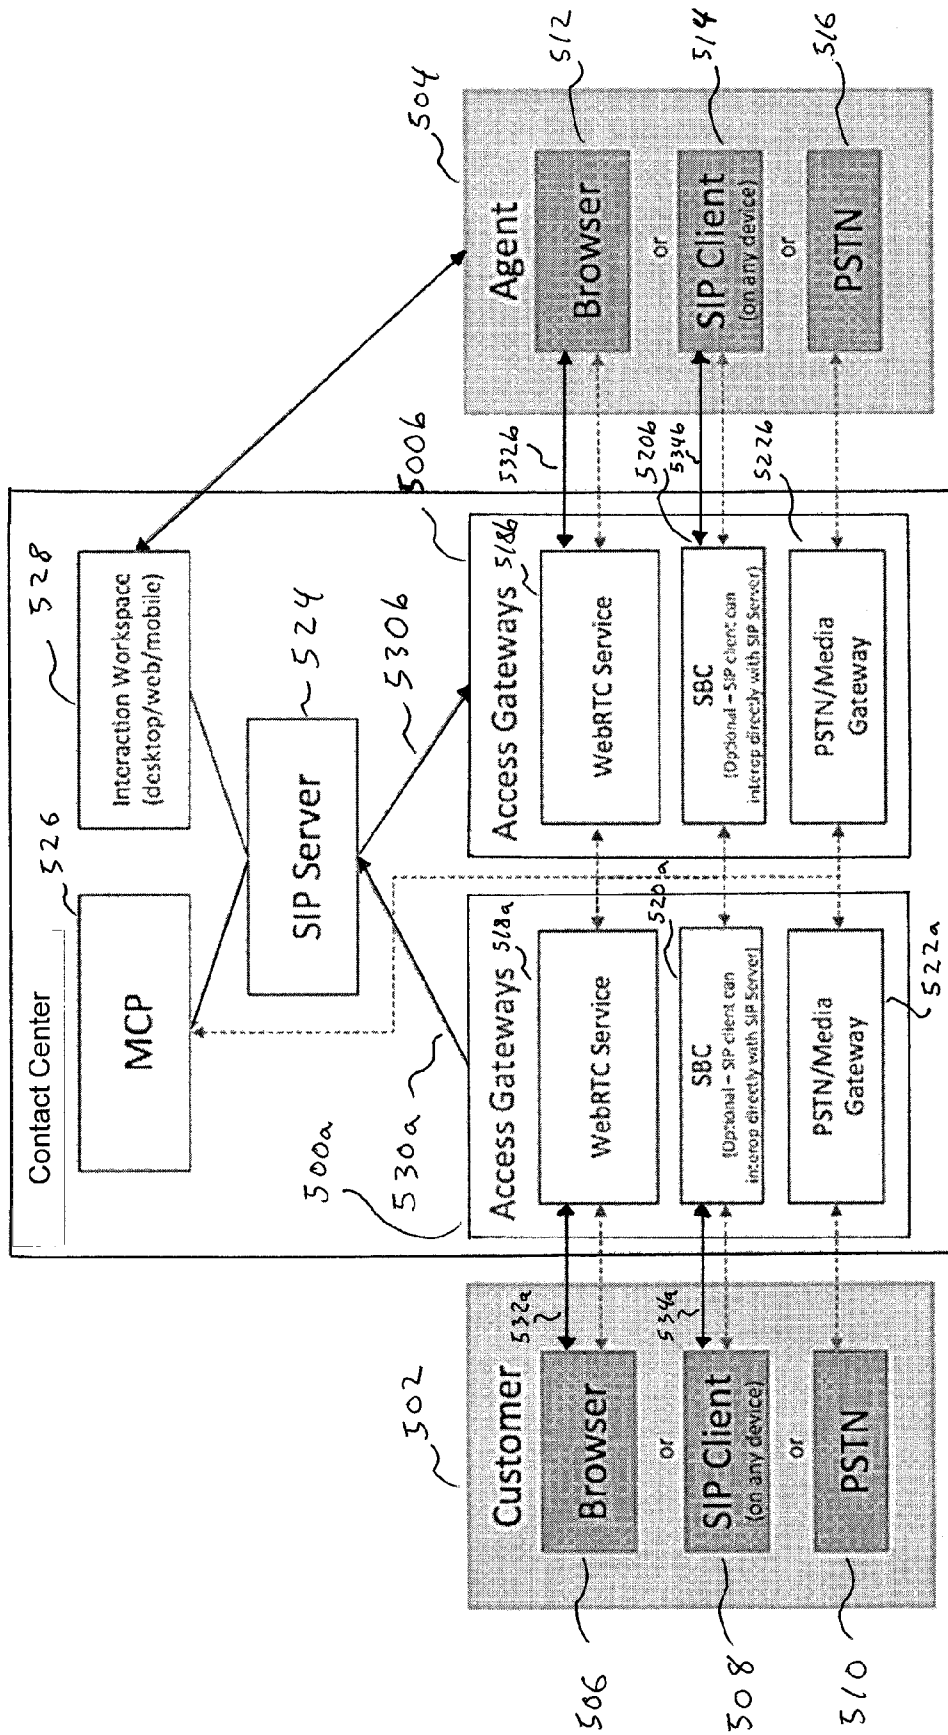 Contact Center
MCP
526
Interaction Workspace
(desktop/web/mobile)
528
SIP Server
524
530a
530b
500a
500b
502
Customer
Browser
506
or
SIP Client
(on any device)
508
or
PSTN
510
532a
534a
Access Gateways
518a
WebRTC Service
520a
SBC
(Optional – SIP client can
interop directly with SIP Server)
PSTN/Media
Gateway
522a
Access Gateways
518b
WebRTC Service
520b
SBC
(Optional – SIP client can
interop directly with SIP Server)
PSTN/Media
Gateway
522b
532b
534b
504
Agent
Browser
512
or
SIP Client
(on any device)
514
or
PSTN
516